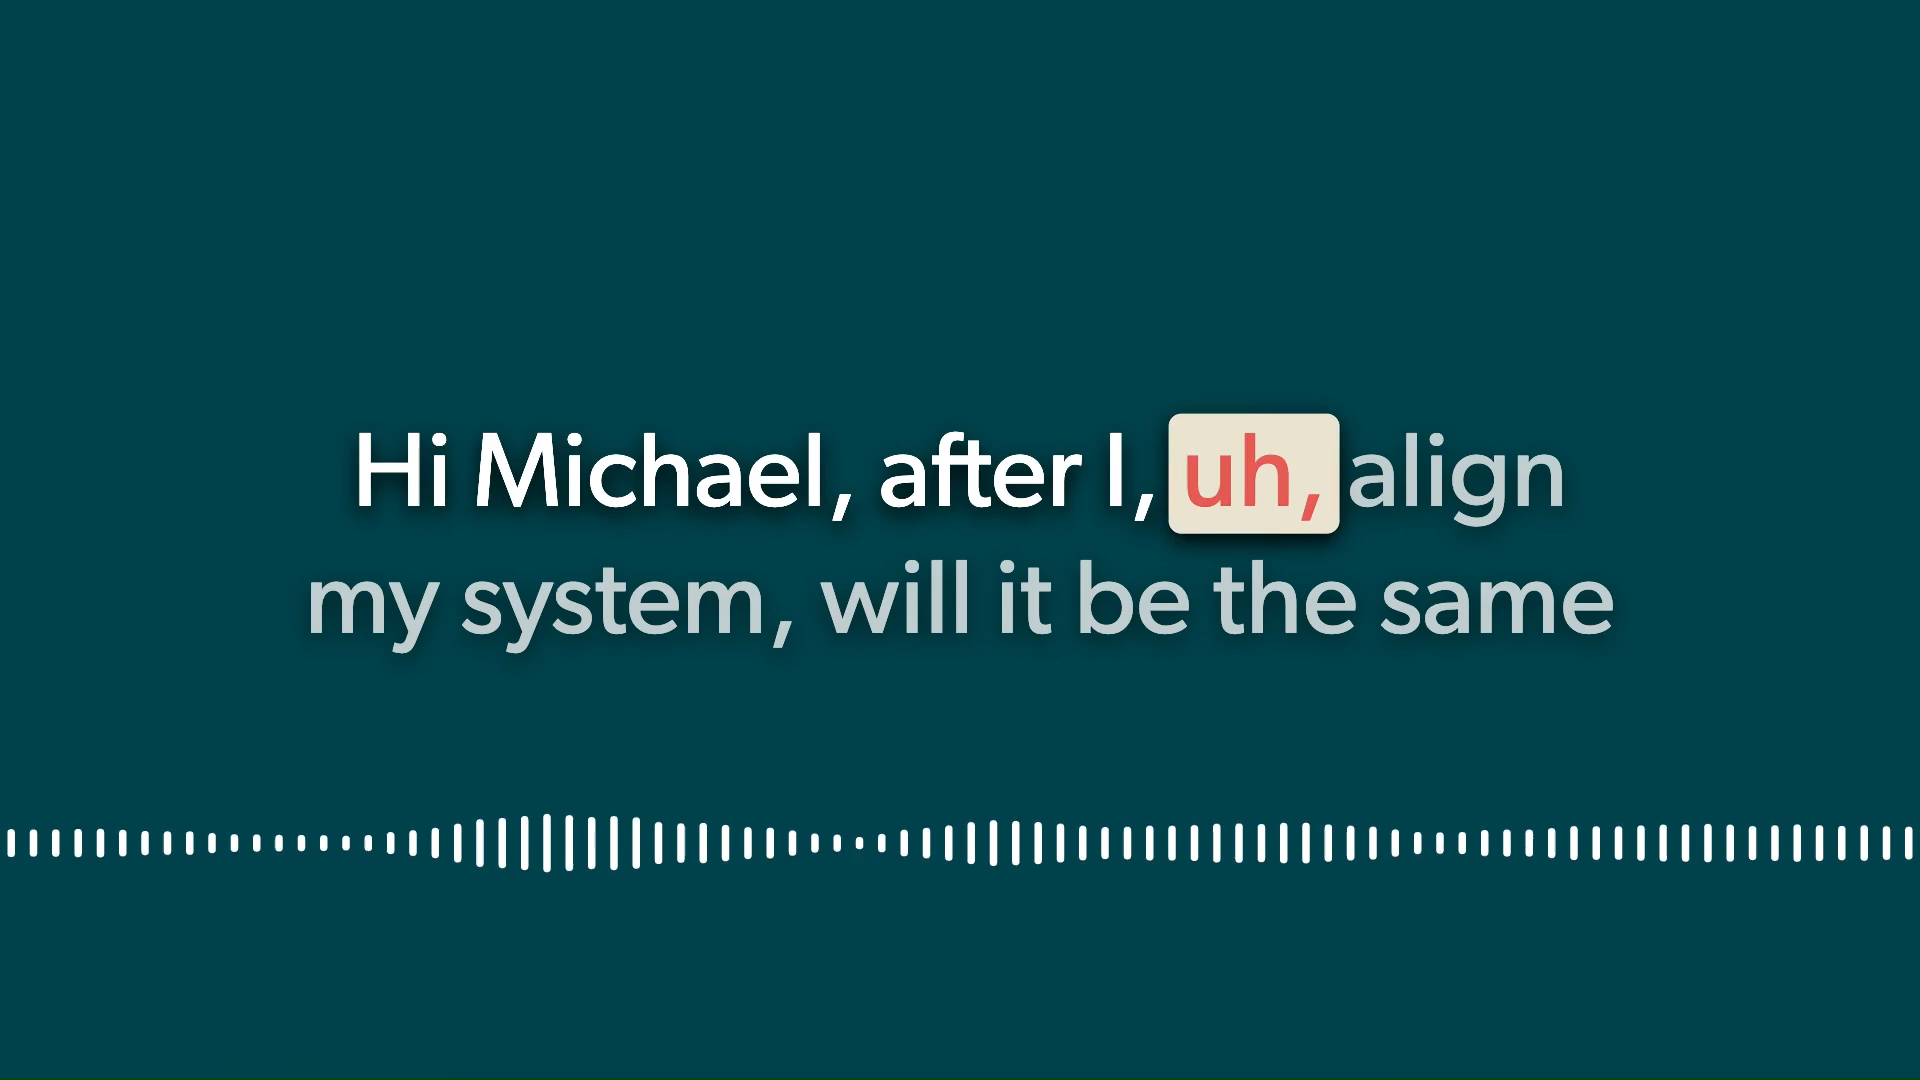 Hi Michael, after I, uh, align
my system, will it be the same